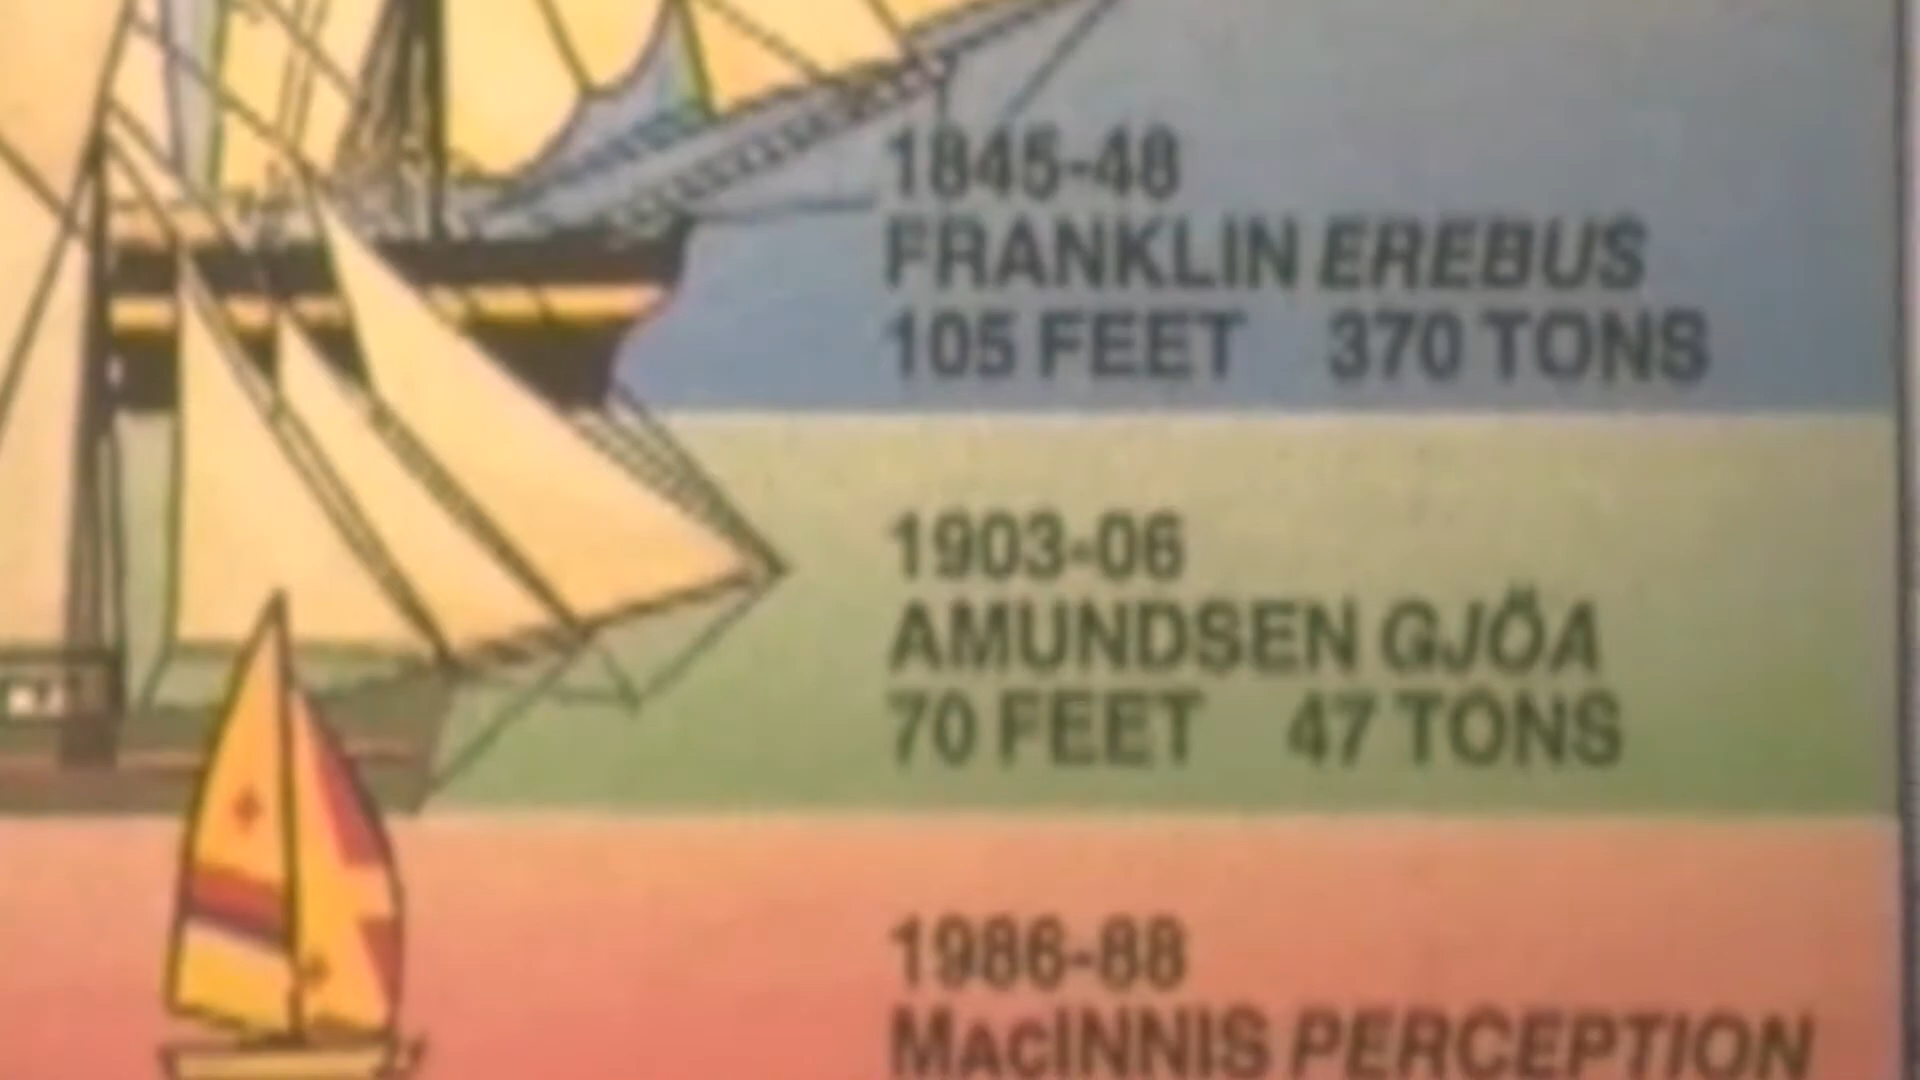 1845-48
FRANKLIN EREBUS
105 FEET 370 TONS
1903-06
AMUNDSEN GJÖA
70 FEET 47 TONS
1986-88
MacINNIS PERCEPTION